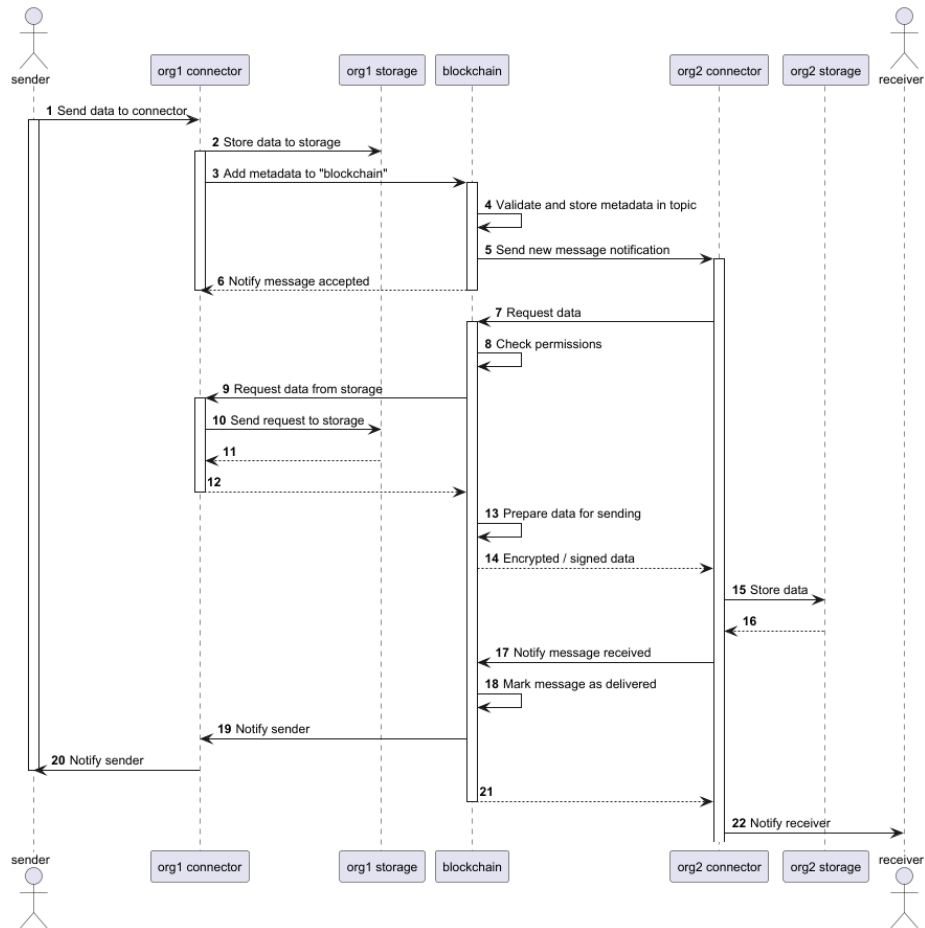 sender
org1 connector
org1 storage
blockchain
org2 connector
org2 storage
receiver
1 Send data to connector
2 Store data to storage
3 Add metadata to "blockchain"
4 Validate and store metadata in topic
5 Send new message notification
6 Notify message accepted
7 Request data
8 Check permissions
9 Request data from storage
10 Send request to storage
11
12
13 Prepare data for sending
14 Encrypted / signed data
15 Store data
16
17 Notify message received
18 Mark message as delivered
19 Notify sender
20 Notify sender
21
22 Notify receiver
sender
org1 connector
org1 storage
blockchain
org2 connector
org2 storage
receiver